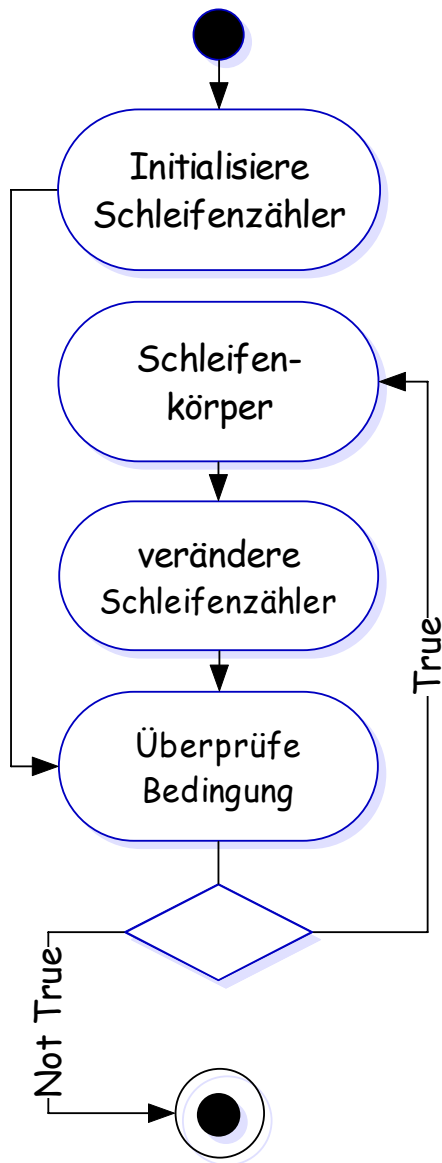 Initialisiere
Schleifenzähler
Schleifen-
körper
verändere
Schleifenzähler
True
Überprüfe
Bedingung
Not True